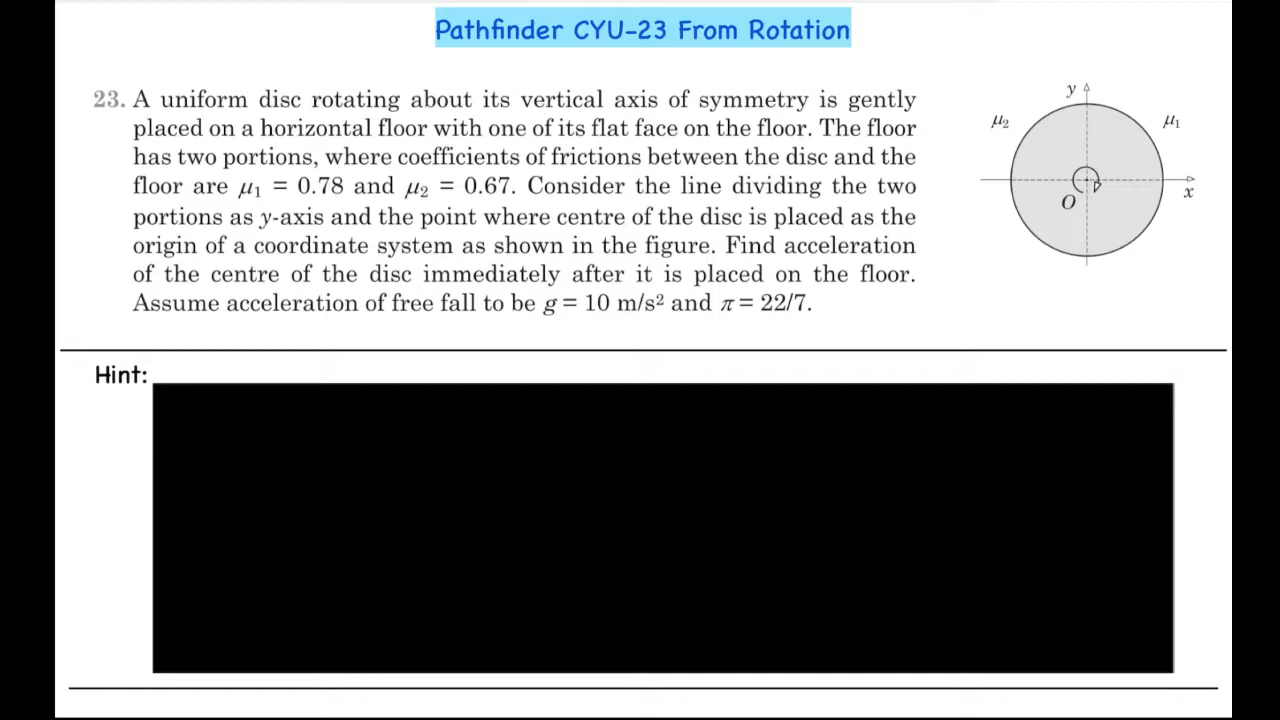 Pathfinder CYU-23 From Rotation
23. A uniform disc rotating about its vertical axis of symmetry is gently
placed on a horizontal floor with one of its flat face on the floor. The floor
has two portions, where coefficients of frictions between the disc and the
floor are μ₁ = 0.78 and μ₂ = 0.67. Consider the line dividing the two
portions as y-axis and the point where centre of the disc is placed as the
origin of a coordinate system as shown in the figure. Find acceleration
of the centre of the disc immediately after it is placed on the floor.
Assume acceleration of free fall to be g = 10 m/s² and π = 22/7.
y
μ₂
μ₁
O
x
Hint: